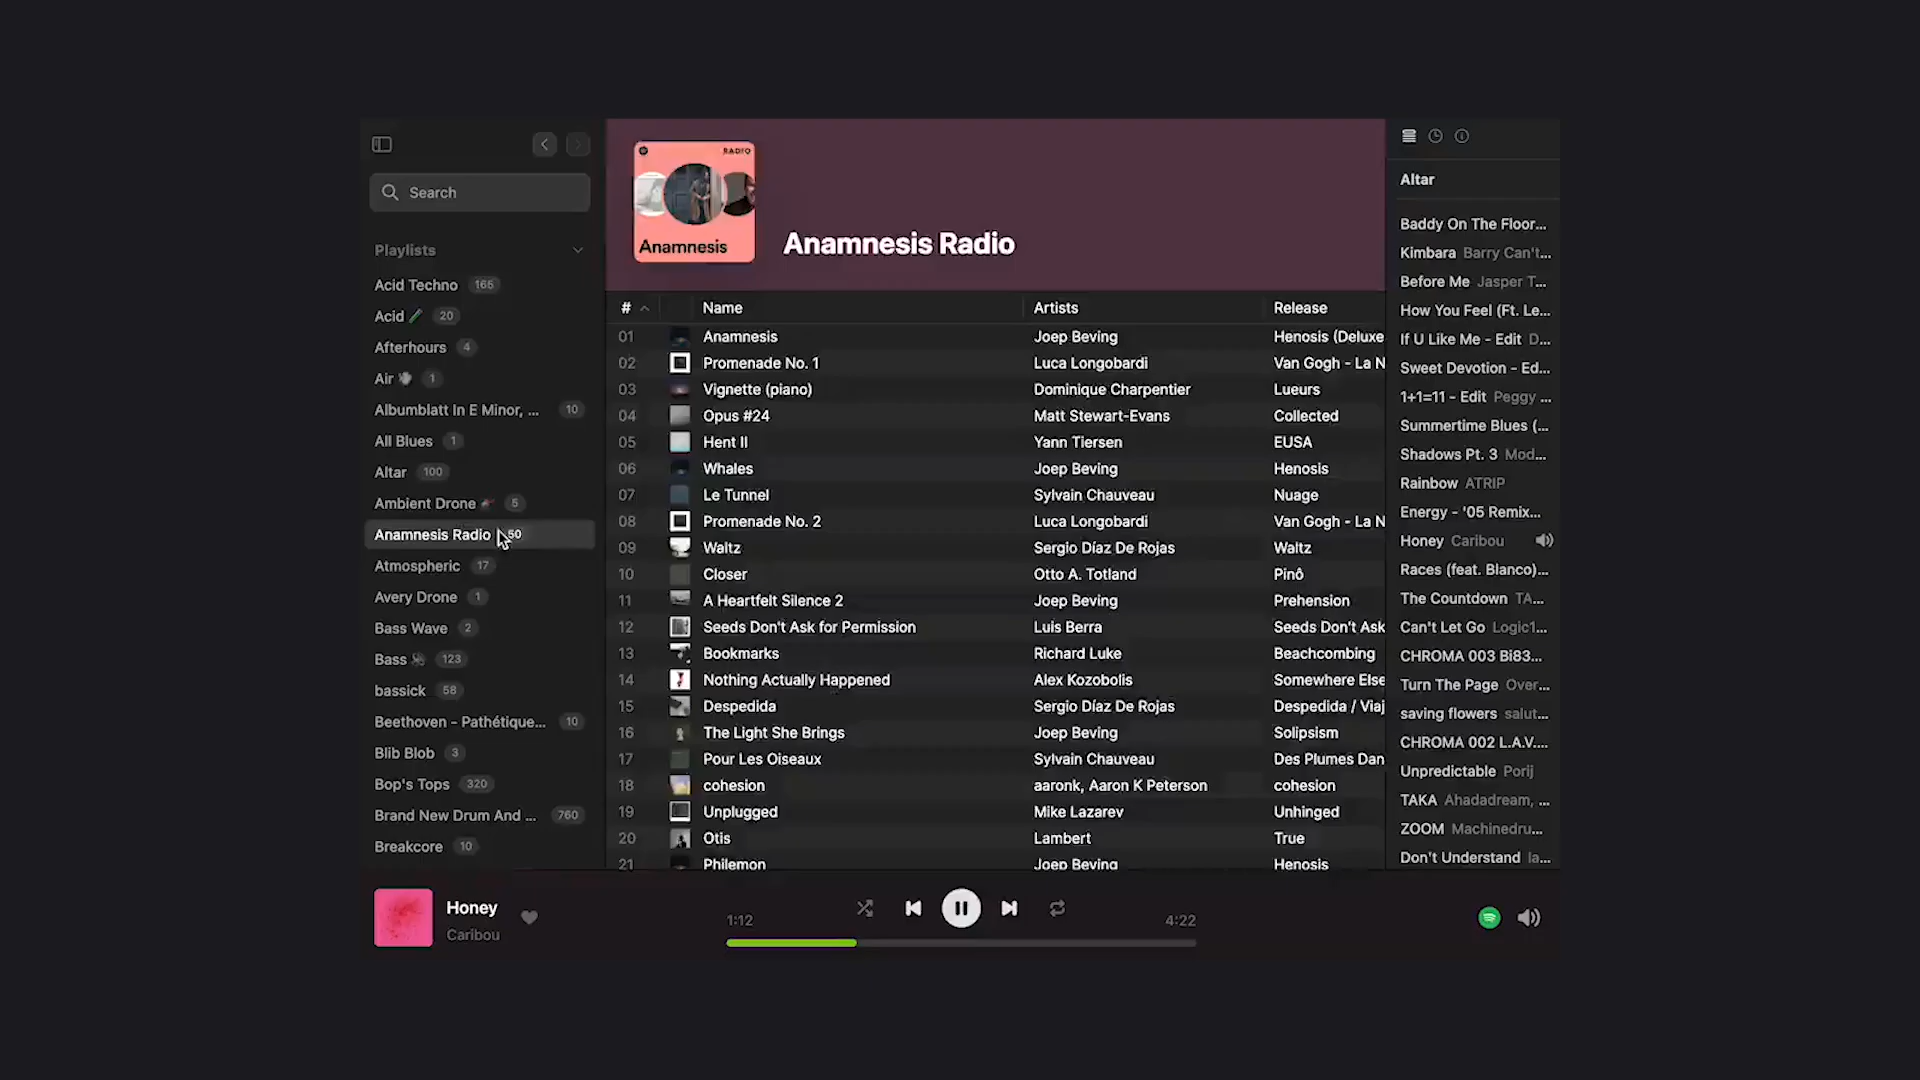 Search
Playlists
Acid Techno 166
Acid 20
Afterhours 4
Air 1
Albumblatt In E Minor, ... 10
All Blues 1
Altar 100
Ambient Drone 5
Anamnesis Radio 50
Atmospheric 17
Avery Drone 1
Bass Wave 2
Bass 123
bassick 58
Beethoven - Pathétique... 10
Blib Blob 3
Bop's Tops 320
Brand New Drum And ... 760
Breakcore 10
RADIO
Anamnesis
Anamnesis Radio
# Name Artists Release
01 Anamnesis Joep Beving Henosis (Deluxe
02 Promenade No. 1 Luca Longobardi Van Gogh - La N
03 Vignette (piano) Dominique Charpentier Lueurs
04 Opus #24 Matt Stewart-Evans Collected
05 Hent II Yann Tiersen EUSA
06 Whales Joep Beving Henosis
07 Le Tunnel Sylvain Chauveau Nuage
08 Promenade No. 2 Luca Longobardi Van Gogh - La N
09 Waltz Sergio Díaz De Rojas Waltz
10 Closer Otto A. Totland Pinô
11 A Heartfelt Silence 2 Joep Beving Prehension
12 Seeds Don't Ask for Permission Luis Berra Seeds Don't Ask
13 Bookmarks Richard Luke Beachcombing
14 Nothing Actually Happened Alex Kozobolis Somewhere Else
15 Despedida Sergio Díaz De Rojas Despedida / Viaj
16 The Light She Brings Joep Beving Solipsism
17 Pour Les Oiseaux Sylvain Chauveau Des Plumes Dan
18 cohesion aaronk, Aaron K Peterson cohesion
19 Unplugged Mike Lazarev Unhinged
20 Otis Lambert True
21 Philemon Joep Beving Henosis
Altar
Baddy On The Floor...
Kimbara Barry Can't...
Before Me Jasper T...
How You Feel (Ft. Le...
If U Like Me - Edit D...
Sweet Devotion - Ed...
1+1=11 - Edit Peggy ...
Summertime Blues (...
Shadows Pt. 3 Mod...
Rainbow ATRIP
Energy - '05 Remix...
Honey Caribou
Races (feat. Blanco)...
The Countdown TA...
Can't Let Go Logic1...
CHROMA 003 Bi83...
Turn The Page Over...
saving flowers salut...
CHROMA 002 L.A.V....
Unpredictable Porij
TAKA Ahadadream, ...
ZOOM Machinedru...
Don't Understand la...
Honey
Caribou
1:12
4:22